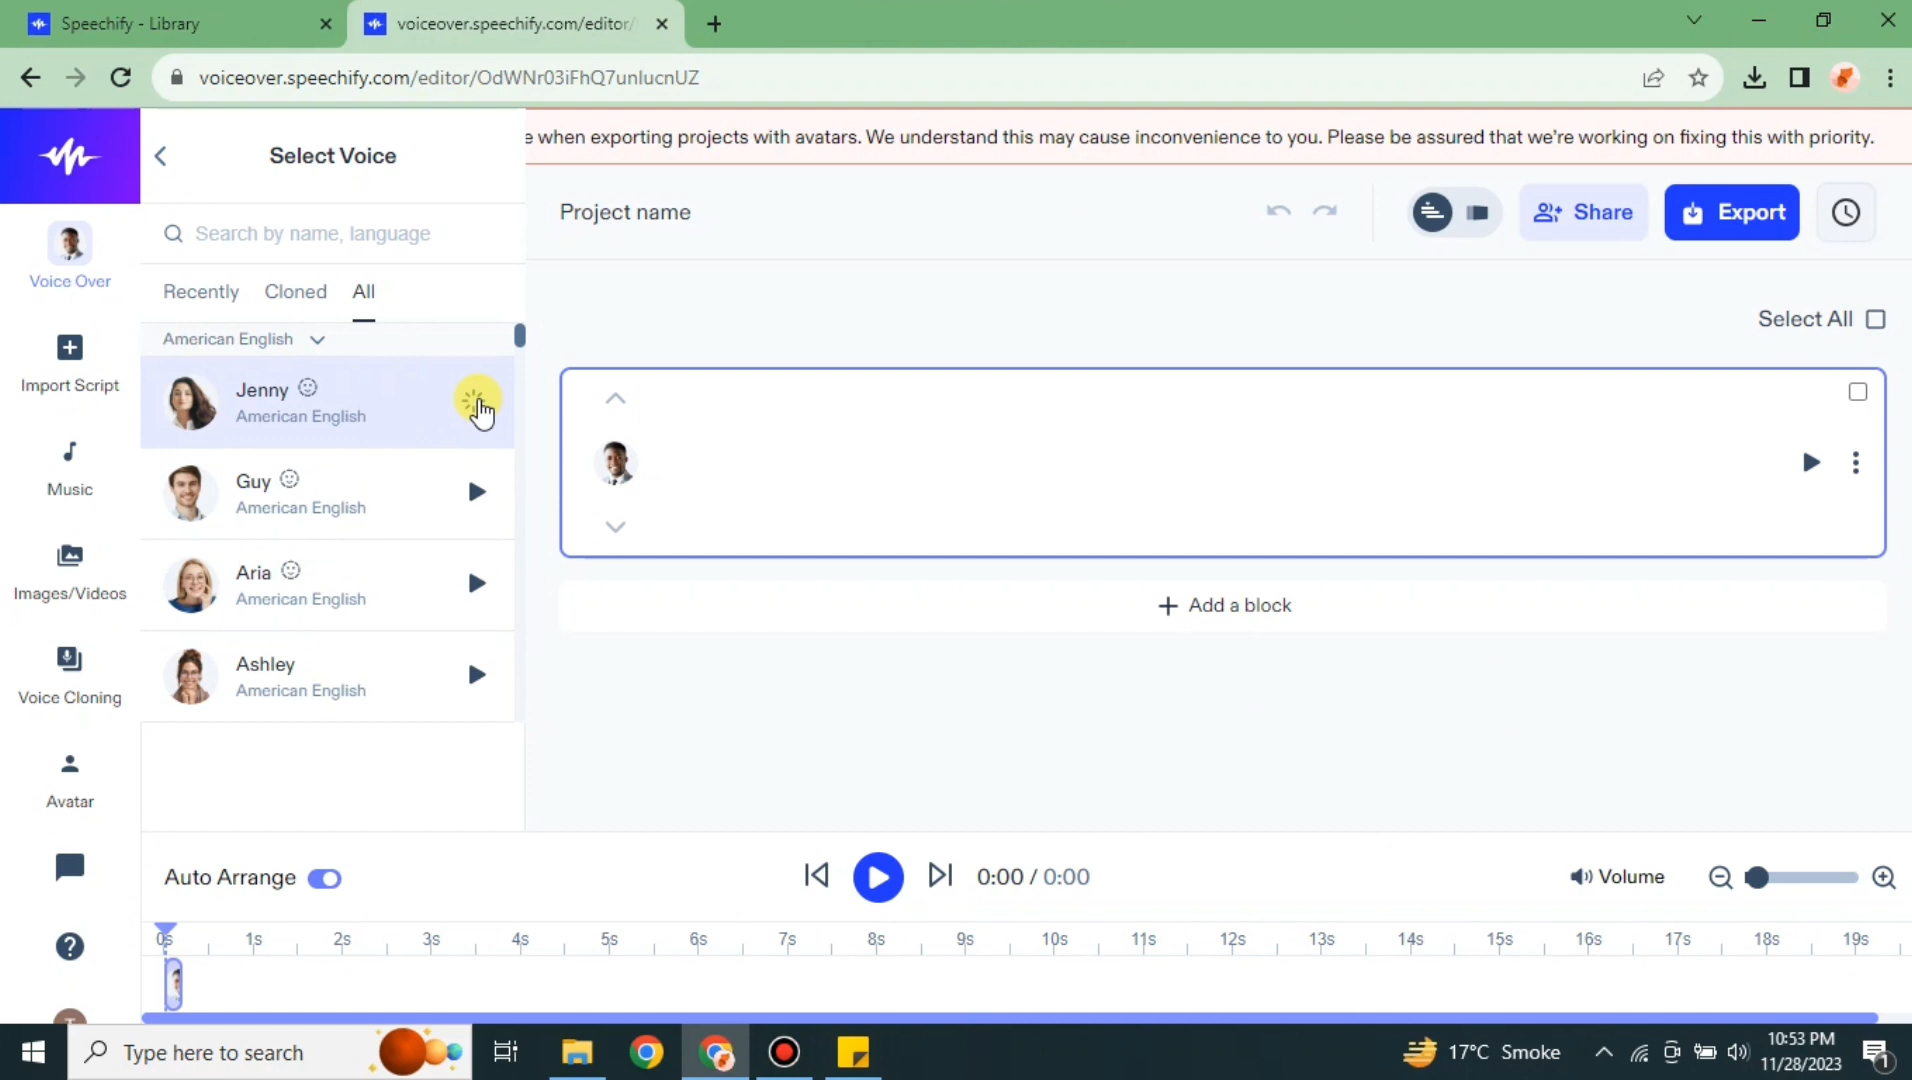 Speechify - Library
voiceover.speechify.com/editor/
voiceover.speechify.com/editor/OdWNr03iFhQ7unlucnUZ
Select Voice
e when exporting projects with avatars. We understand this may cause inconvenience to you. Please be assured that we're working on fixing this with priority.
Project name
Share
Export
Search by name, language
Voice Over
Recently Cloned All
American English
Select All
Import Script
Jenny
American English
Guy
American English
Music
Aria
American English
Images/Videos
Add a block
Ashley
American English
Voice Cloning
Avatar
Auto Arrange
0:00 / 0:00
Volume
0s 1s 2s 3s 4s 5s 6s 7s 8s 9s 10s 11s 12s 13s 14s 15s 16s 17s 18s 19s
Type here to search
17°C Smoke
10:53 PM
11/28/2023
1